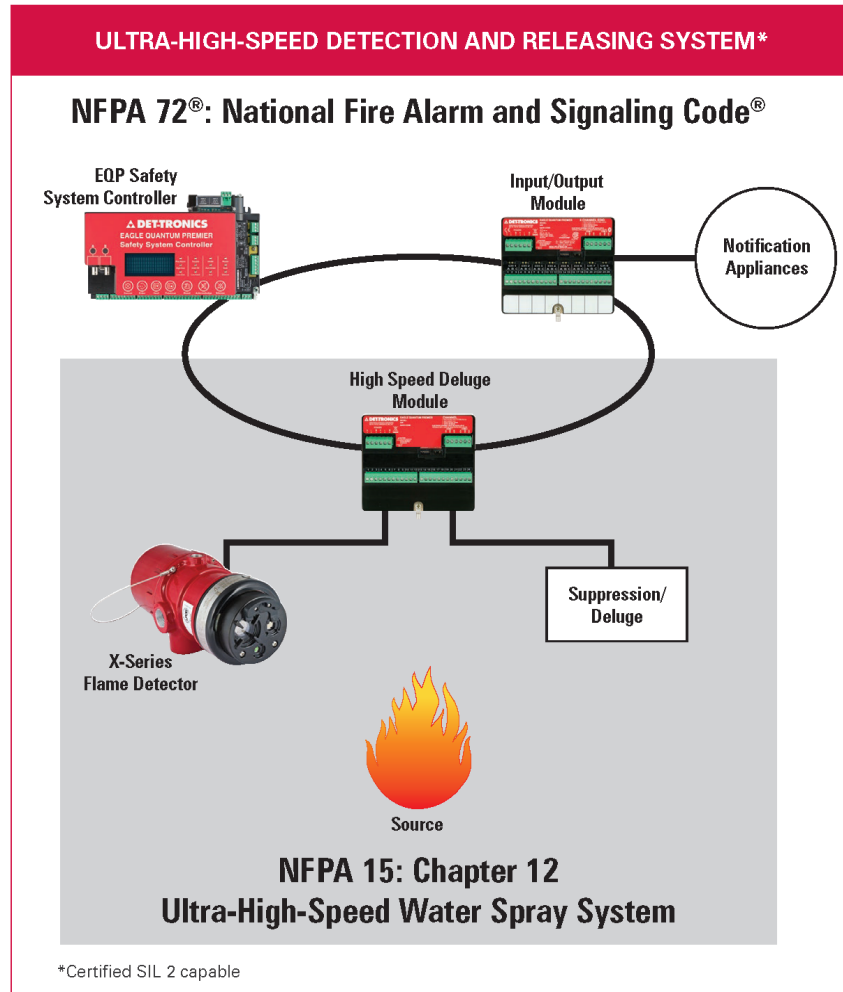 ULTRA-HIGH-SPEED DETECTION AND RELEASING SYSTEM*
NFPA 72®: National Fire Alarm and Signaling Code®
EQP Safety
System Controller
DET-TRONICS
EAGLE QUANTUM PREMIER
Safety System Controller
Input/Output
Module
DET-TRONICS
Notification
Appliances
High Speed Deluge
Module
DET-TRONICS
X-Series
Flame Detector
Suppression/
Deluge
Source
NFPA 15: Chapter 12
Ultra-High-Speed Water Spray System
*Certified SIL 2 capable